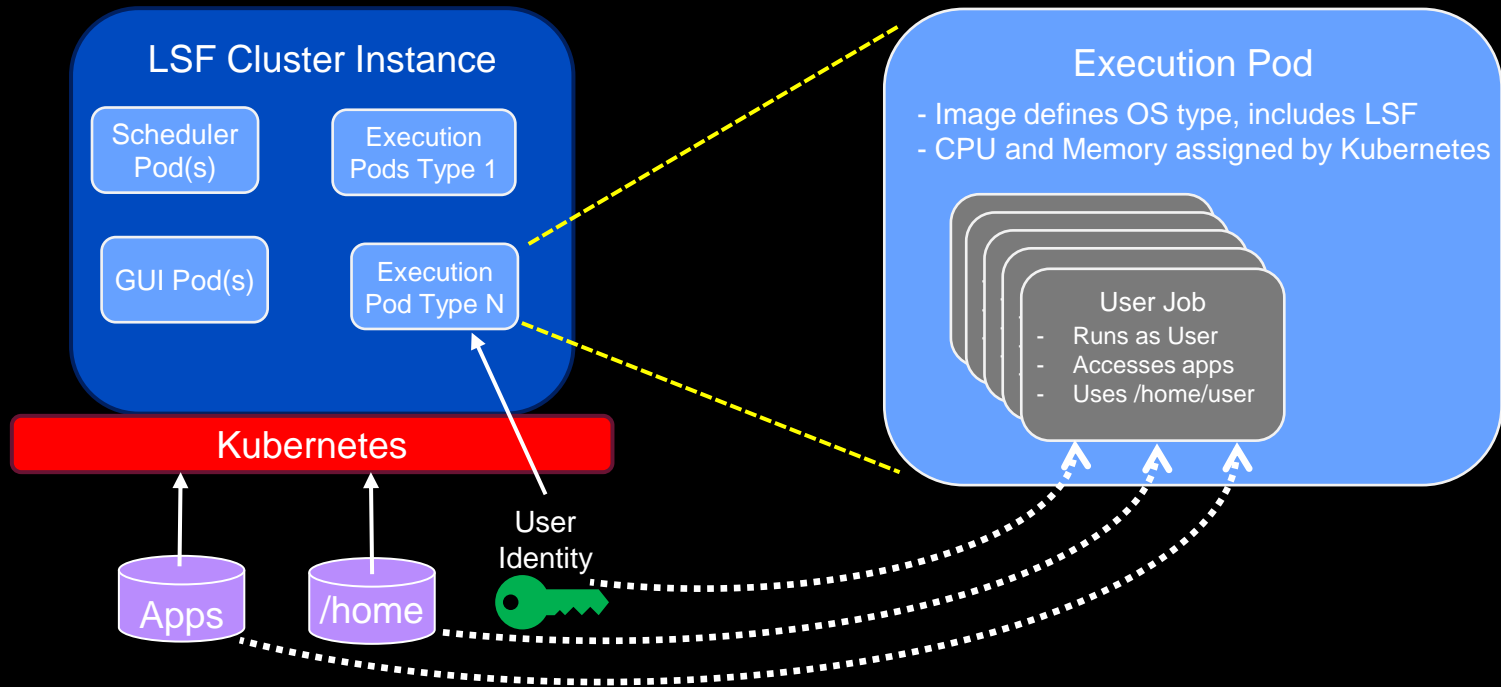 LSF Cluster Instance
Scheduler
Pod(s)
Execution
Pods Type 1
GUI Pod(s)
Execution
Pod Type N
Kubernetes
Apps
/home
User
Identity
Execution Pod
- Image defines OS type, includes LSF
- CPU and Memory assigned by Kubernetes
User Job
- Runs as User
- Accesses apps
- Uses /home/user